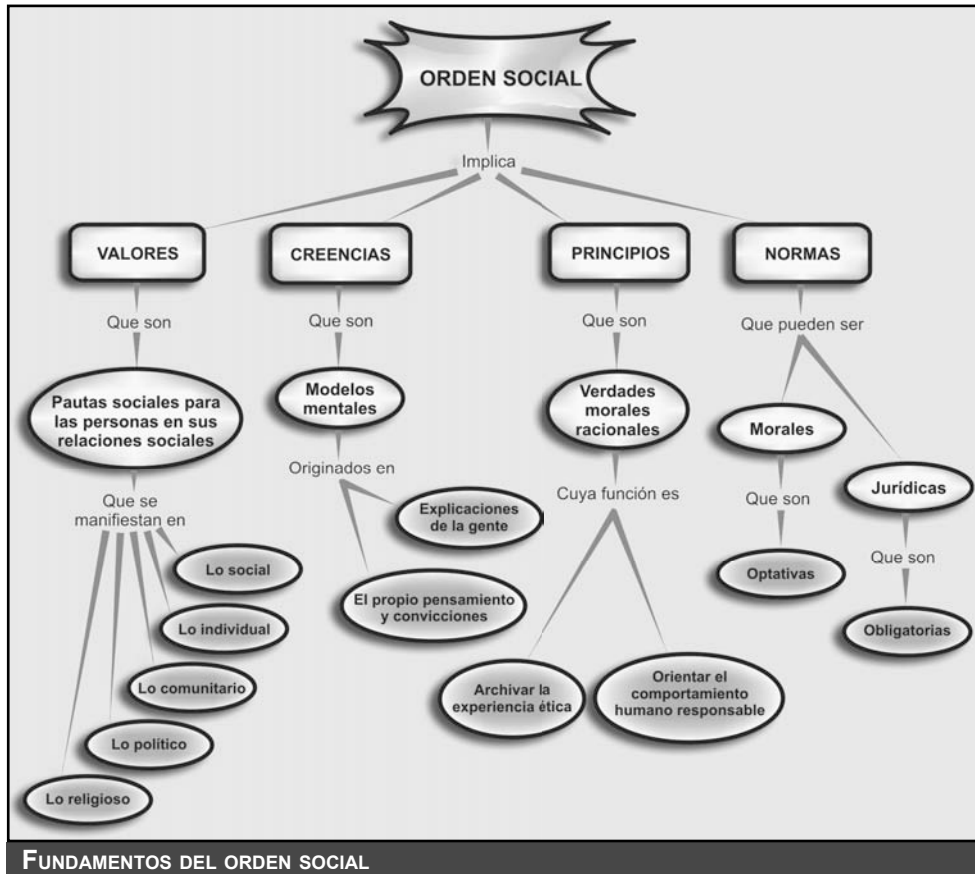 ORDEN SOCIAL
Implica
VALORES
CREENCIAS
PRINCIPIOS
NORMAS
Que son
Que son
Que son
Que pueden ser
Pautas sociales para
las personas en sus
relaciones sociales
Modelos
mentales
Verdades
morales
racionales
Morales
Jurídicas
Que se
manifiestan en
Originados en
Cuya función es
Que son
Que son
Lo social
Lo individual
Lo comunitario
Lo político
Lo religioso
Explicaciones
de la gente
El propio pensamiento
y convicciones
Archivar la
experiencia ética
Orientar el
comportamiento
humano responsable
Optativas
Obligatorias
FUNDAMENTOS DEL ORDEN SOCIAL